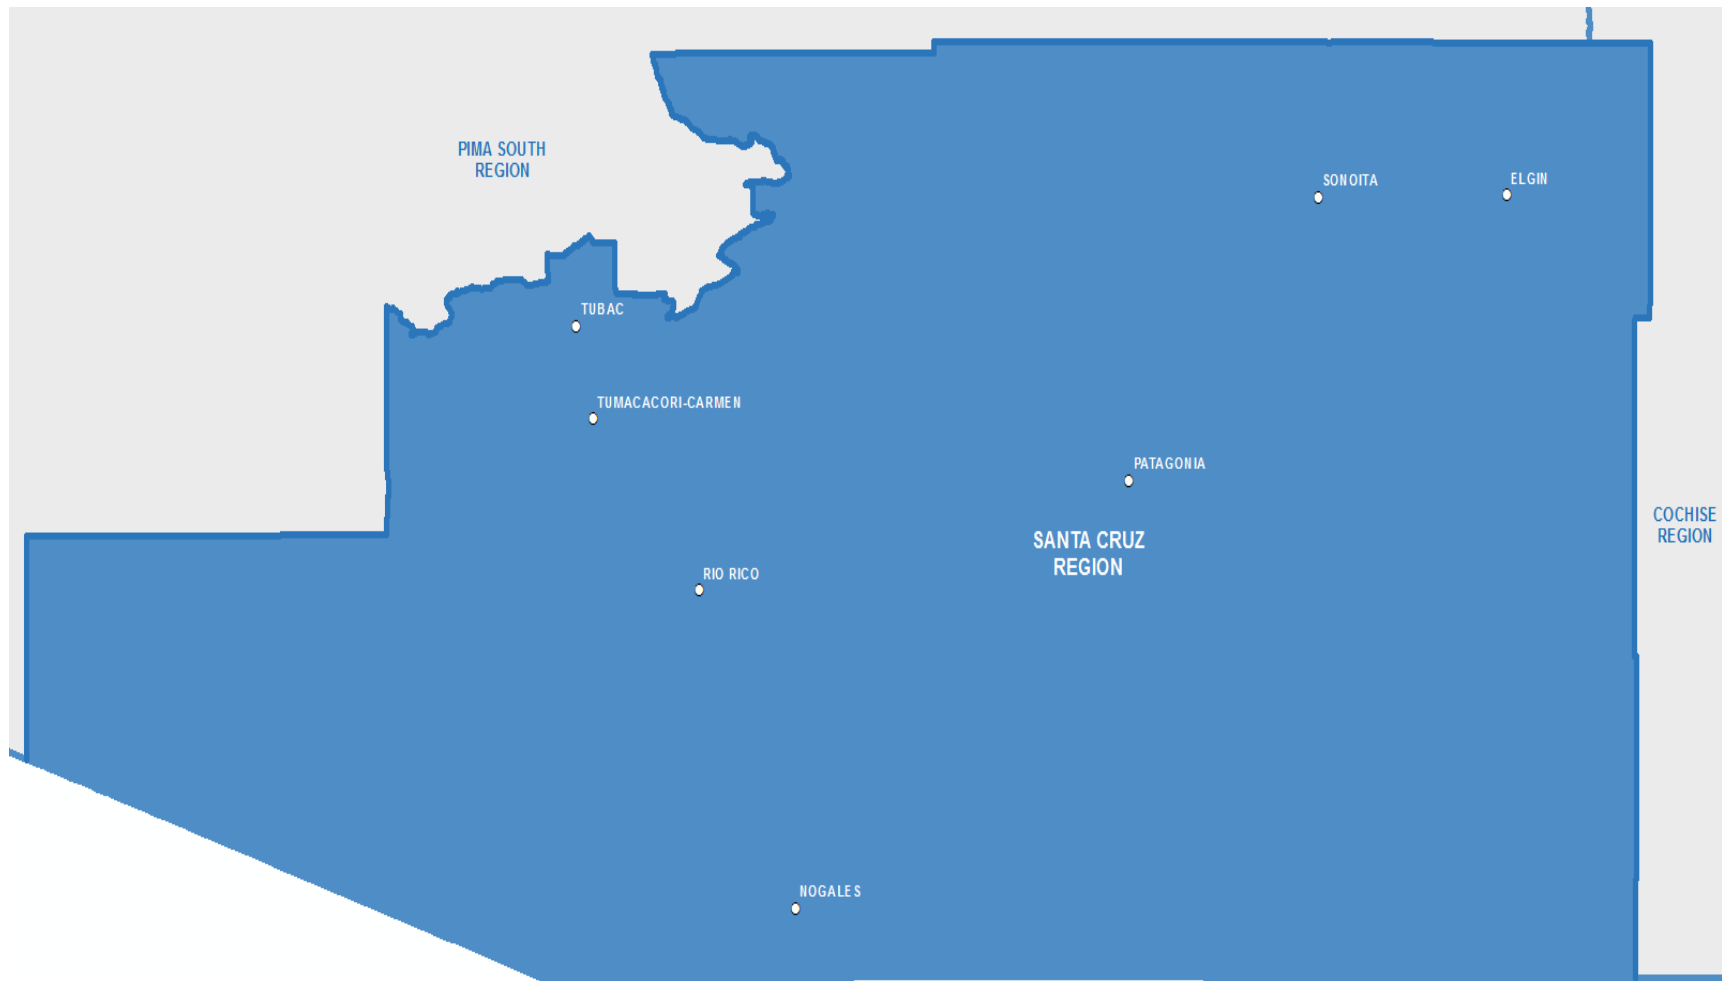 PIMA SOUTH
REGION
SONOITA
ELGIN
TUBAC
TUMACACORI-CARMEN
PATAGONIA
COCHISE
REGION
SANTA CRUZ
REGION
RIO RICO
NOGALES